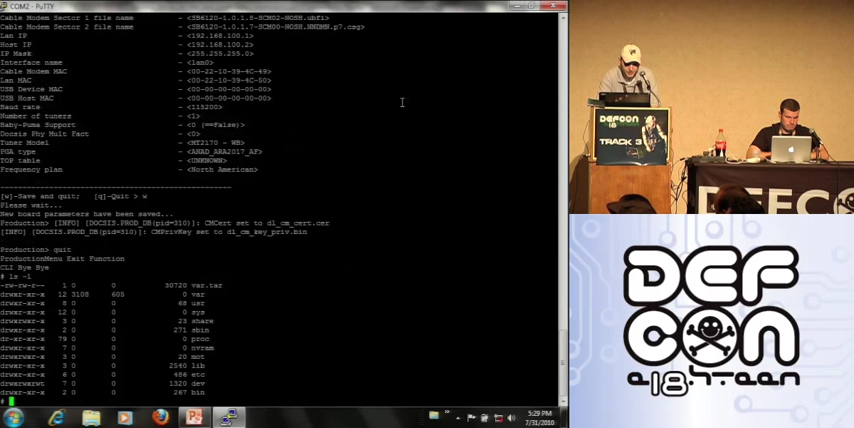 COM2 - PuTTY
Cable Modem Sector 1 file name - <SB6120-1.0.1.8-SCM02-NOSH.ubfi>
Cable Modem Sector 2 file name - <SB6120-1.0.1.7-SCM00-NOSH.NNDMN.p7.csg>
Lan IP - <192.168.100.1>
Host IP - <192.168.100.2>
IP Mask - <255.255.255.0>
Interface name - <lan0>
Cable Modem MAC - <00-22-10-39-4C-49>
Lan MAC - <00-22-10-39-4C-50>
USB Device MAC - <00-00-00-00-00-00>
USB Host MAC - <00-00-00-00-00-00>
Baud rate - <115200>
Number of tuners - <1>
Baby-Puma Support - <0 (==False)>
Docsis Phy Mult Fact - <0>
Tuner Model - <MT2170 - WB>
PGA type - <ANAD_ARA2017_AF>
TOP table - <UNKNOWN>
Frequency plan - <North American>
[w]-Save and quit; [q]-Quit > w
Please wait...
New board parameters have been saved...
Production> [INFO] [DOCSIS.PROD_DB(pid=310)]: CMCert set to dl_cm_cert.cer
[INFO] [DOCSIS.PROD_DB(pid=310)]: CMPrivKey set to dl_cm_key_priv.bin
Production> quit
ProductionMenu Exit Function
CLI Bye Bye
# ls -l
-rw-rw-r-- 1 0 0 30720 var.tar
drwxr-xr-x 12 3108 605 0 var
drwxr-xr-x 8 0 0 68 usr
drwxr-xr-x 12 0 0 0 sys
drwxrwxr-x 3 0 0 23 share
drwxrwxr-x 2 0 0 271 sbin
dr-xr-xr-x 79 0 0 0 proc
drwxr-xr-x 7 0 0 0 nvram
drwxrwxr-x 3 0 0 20 mnt
drwxrwxr-x 3 0 0 2540 lib
drwxrwxr-x 6 0 0 486 etc
drwxrwxrwt 7 0 0 1320 dev
drwxrwxr-x 2 0 0 267 bin
#
5:29 PM
7/31/2010
DEFCON
18
TRACK 3
DEFCO
DEF
CON
e18hteen